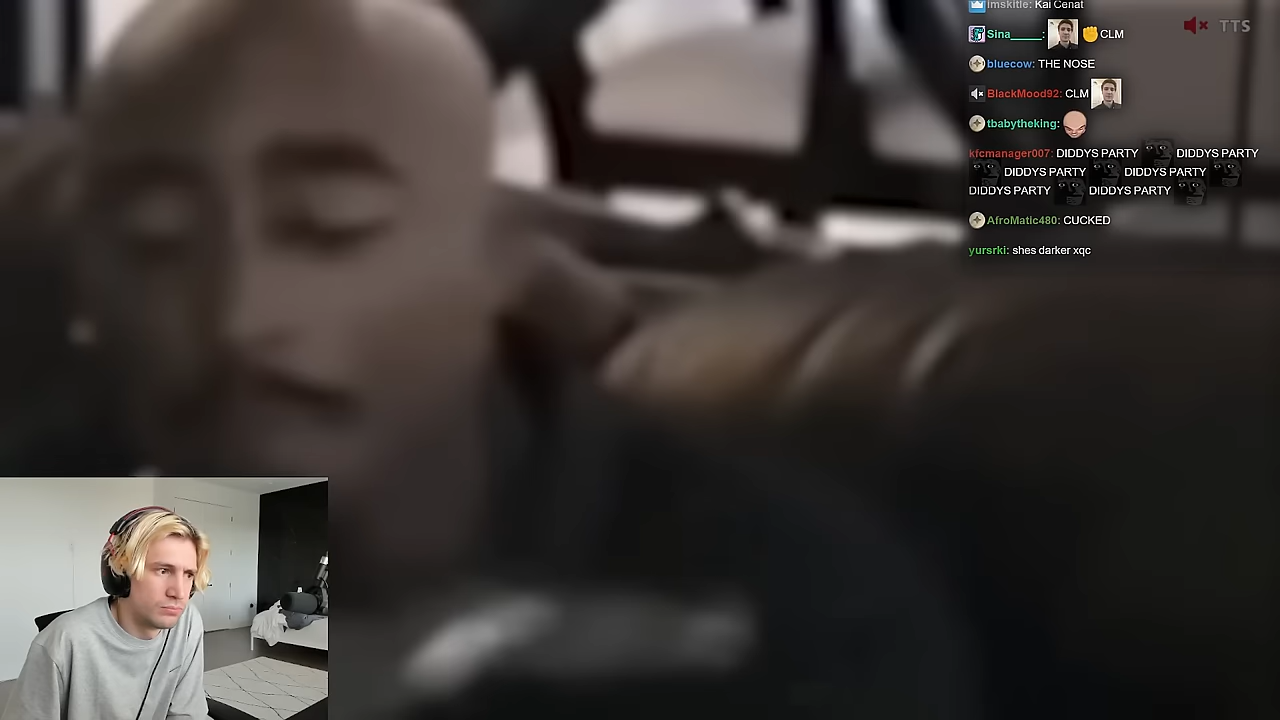 imskitle: Kai Cenat
TTS
Sina_____: CLM
bluecow: THE NOSE
BlackMood92: CLM
tbabytheking:
kfcmanager007: DIDDYS PARTY DIDDYS PARTY
DIDDYS PARTY DIDDYS PARTY
DIDDYS PARTY DIDDYS PARTY
AfroMatic480: CUCKED
yursrki: shes darker xqc